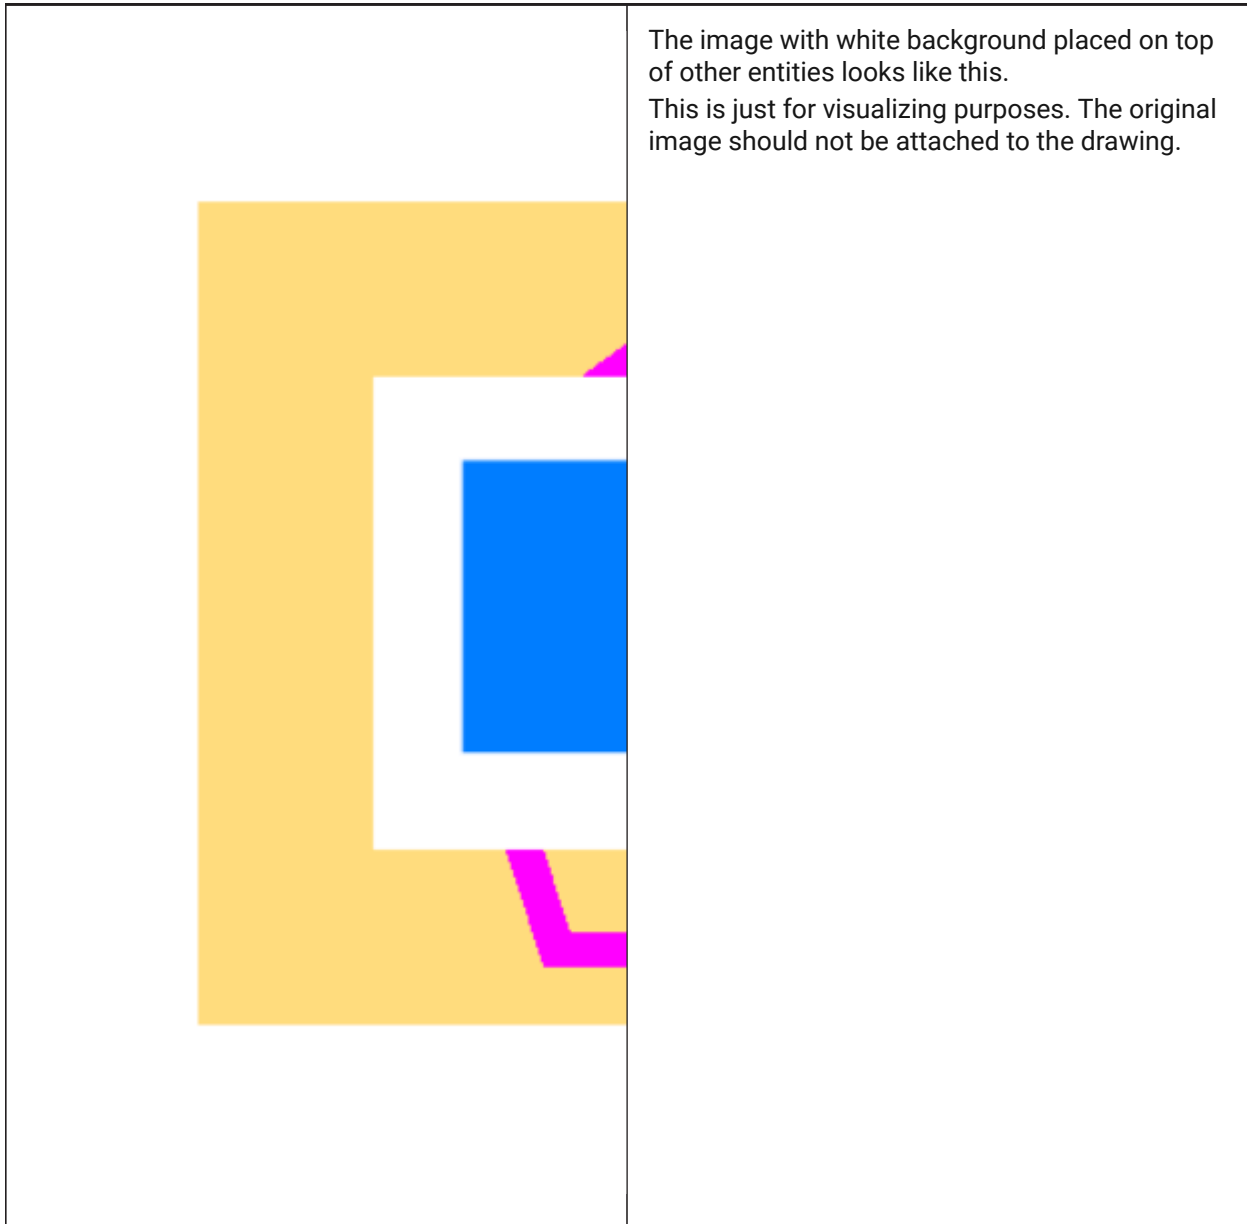 The image with white background placed on top
of other entities looks like this.
This is just for visualizing purposes. The original
image should not be attached to the drawing.